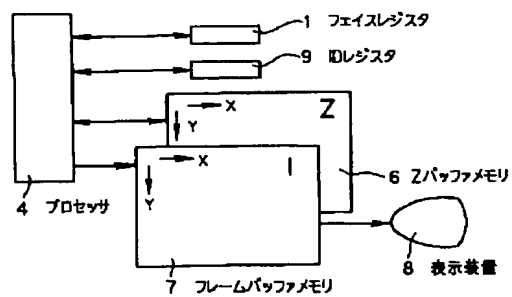 1 フェイスレジスタ
9 IDレジスタ
X
Y
Z
X
Y
I
6 Zバッファメモリ
4 プロセッサ
8 表示装置
7 フレームバッファメモリ